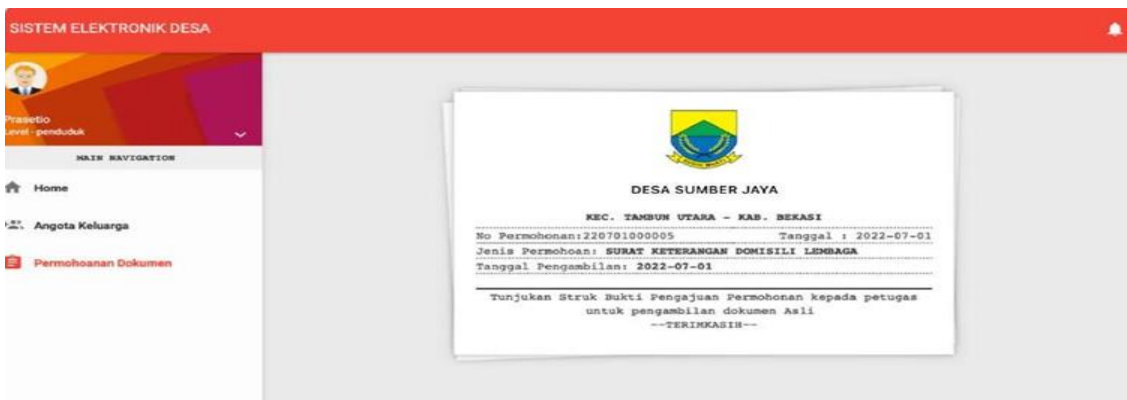 SISTEM ELEKTRONIK DESA
Prasetio
Level - penduduk
MAIN NAVIGATION
Home
Angota Keluarga
Permohoanan Dokumen
DESA SUMBER JAYA
KEC. TAMBUN UTARA - KAB. BEKASI
No Permohonan:220701000005 Tanggal : 2022-07-01
Jenis Permohoan: SURAT KETERANGAN DOMISILI LEMBAGA
Tanggal Pengambilan: 2022-07-01
Tunjukan Struk Bukti Pengajuan Permohonan kepada petugas
untuk pengambilan dokumen Asli
--TERIMKASIH--